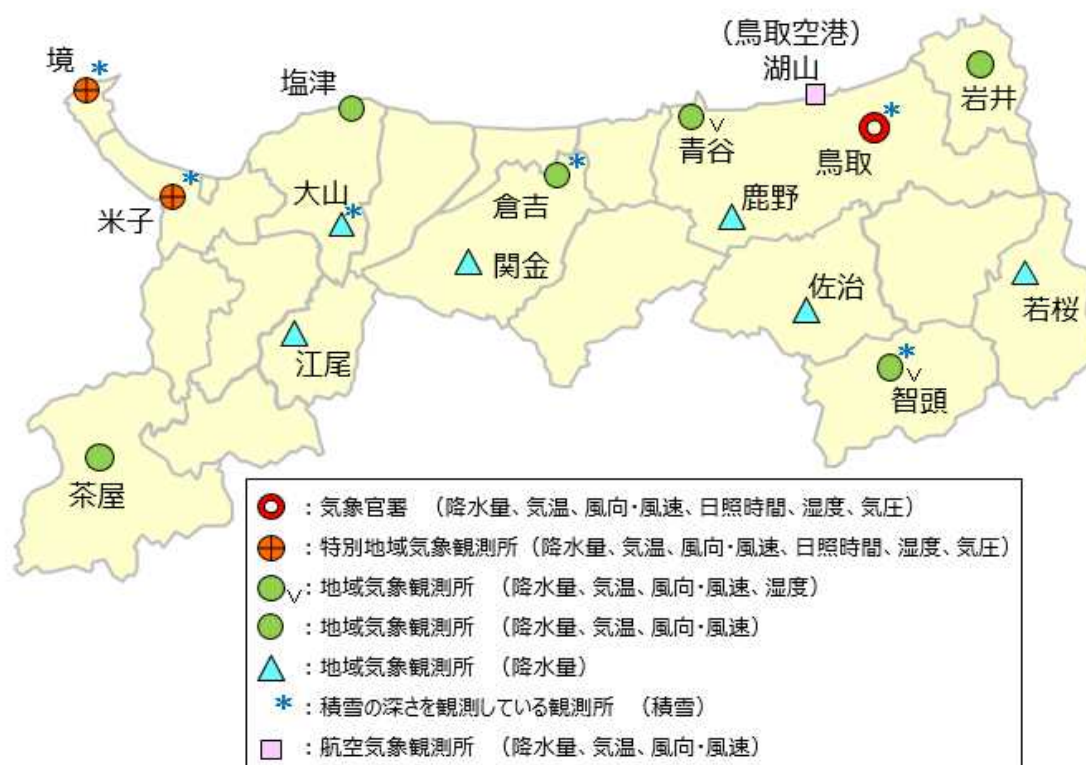 (鳥取空港)
湖山
境
塩津
岩井
青谷
鳥取
米子
大山
倉吉
鹿野
関金
佐治
若桜
江尾
智頭
茶屋
:気象官署 (降水量、気温、風向・風速、日照時間、湿度、気圧)
:特別地域気象観測所 (降水量、気温、風向・風速、日照時間、湿度、気圧)
:地域気象観測所 (降水量、気温、風向・風速、湿度)
:地域気象観測所 (降水量、気温、風向・風速)
:地域気象観測所 (降水量)
:積雪の深さを観測している観測所 (積雪)
:航空気象観測所 (降水量、気温、風向・風速)